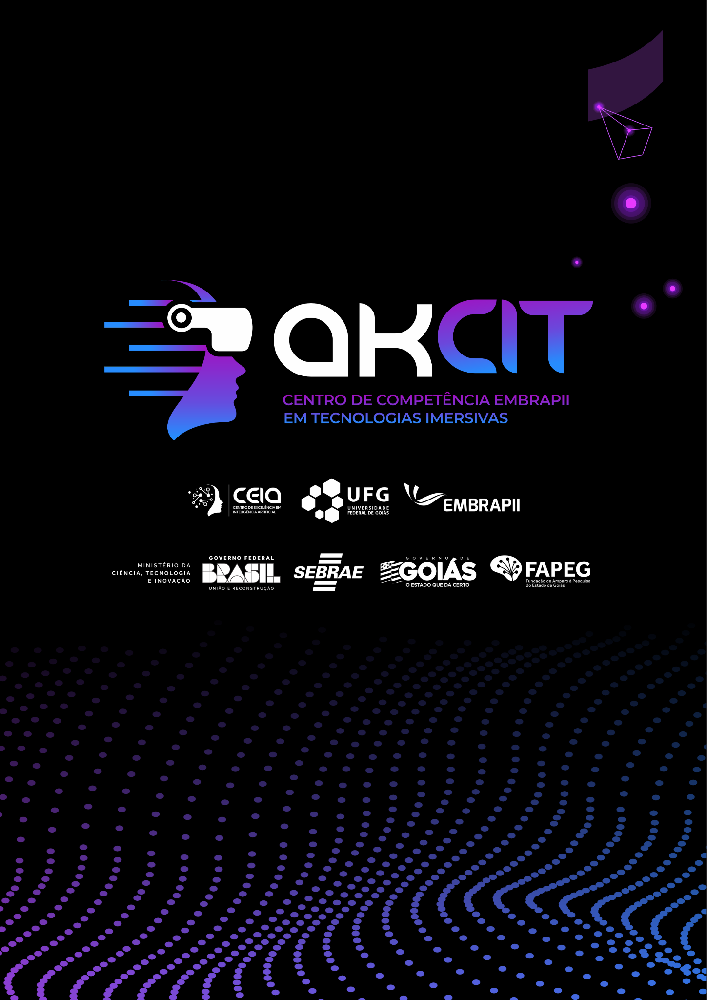 AKCIT
CENTRO DE COMPETÊNCIA EMBRAPII
EM TECNOLOGIAS IMERSIVAS
CEIA
CENTRO DE EXCELÊNCIA EM
INTELIGÊNCIA ARTIFICIAL
UFG
UNIVERSIDADE
FEDERAL DE GOIÁS
EMBRAPII
MINISTÉRIO DA
CIÊNCIA, TECNOLOGIA
E INOVAÇÃO
GOVERNO FEDERAL
BRASIL
UNIÃO E RECONSTRUÇÃO
SEBRAE
GOVERNO DE
GOIÁS
O ESTADO QUE DÁ CERTO
FAPEG
Fundação de Amparo à Pesquisa
do Estado de Goiás